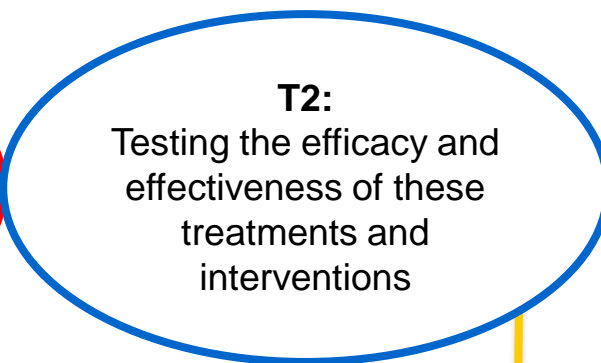 T2:
Testing the efficacy and
effectiveness of these
treatments and
interventions